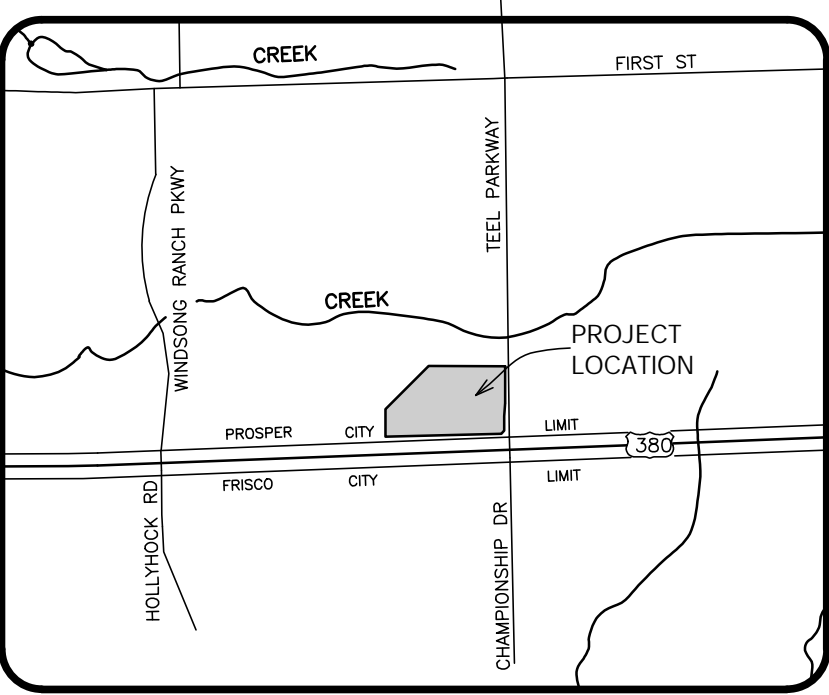 CREEK
FIRST ST
TEEL PARKWAY
WINDSONG RANCH PKWY
CREEK
PROJECT
LOCATION
PROSPER CITY LIMIT
380
FRISCO CITY LIMIT
HOLLYHOCK RD
CHAMPIONSHIP DR